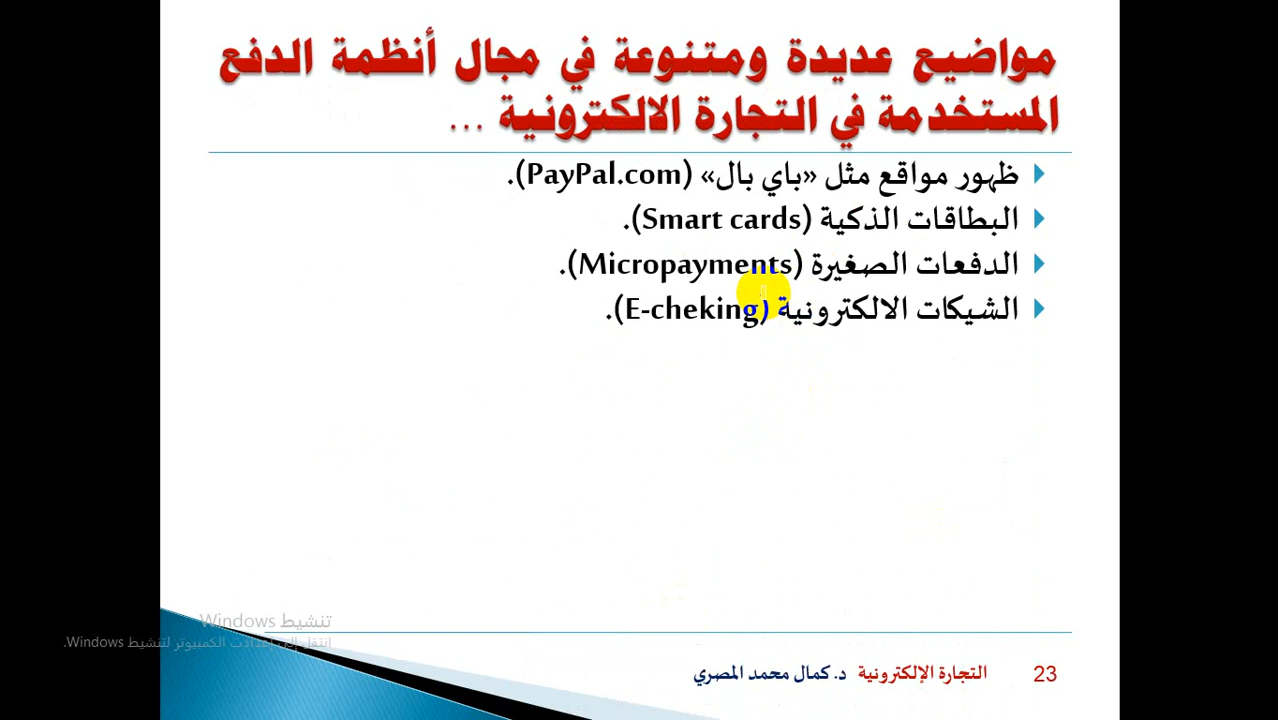 مواضيع عديدة ومتنوعة في مجال أنظمة الدفع
المستخدمة في التجارة الالكترونية ...
ظهور مواقع مثل «باي بال» (PayPal.com).
البطاقات الذكية (Smart cards).
الدفعات الصغيرة (Micropayments).
الشيكات الالكترونية (E-cheking).
تنشيط Windows
انتقل إلى إعدادات الكمبيوتر لتنشيط Windows.
23 التجارة الإلكترونية د. كمال محمد المصري